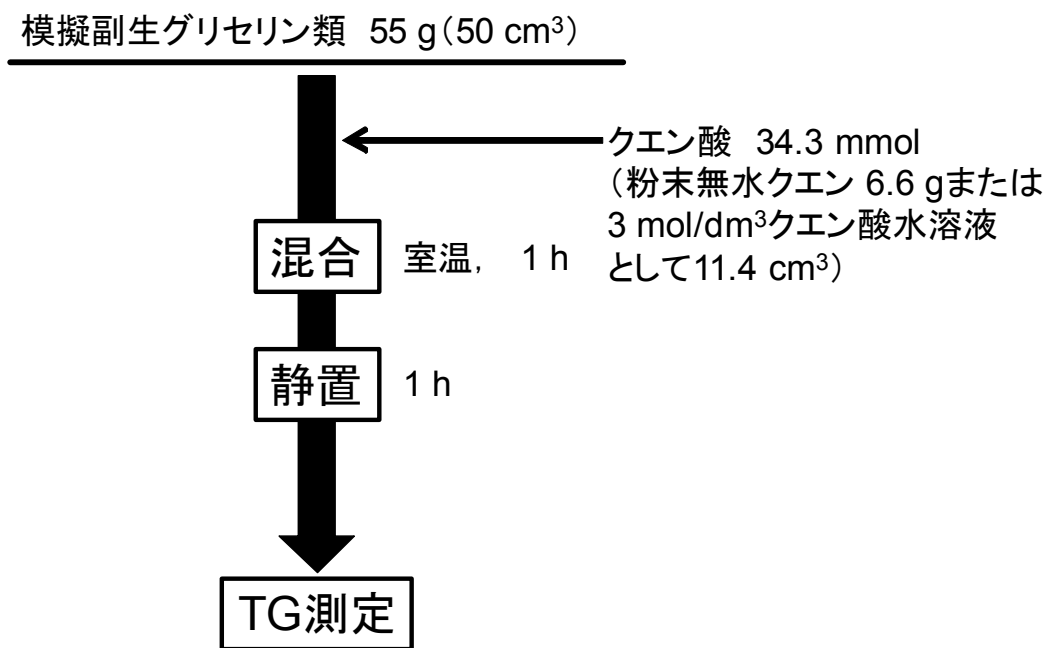 模擬副生グリセリン類 55 g(50 cm³)
クエン酸 34.3 mmol
(粉末無水クエン 6.6 gまたは
3 mol/dm³クエン酸水溶液
として11.4 cm³)
混合 室温, 1 h
静置 1 h
TG測定